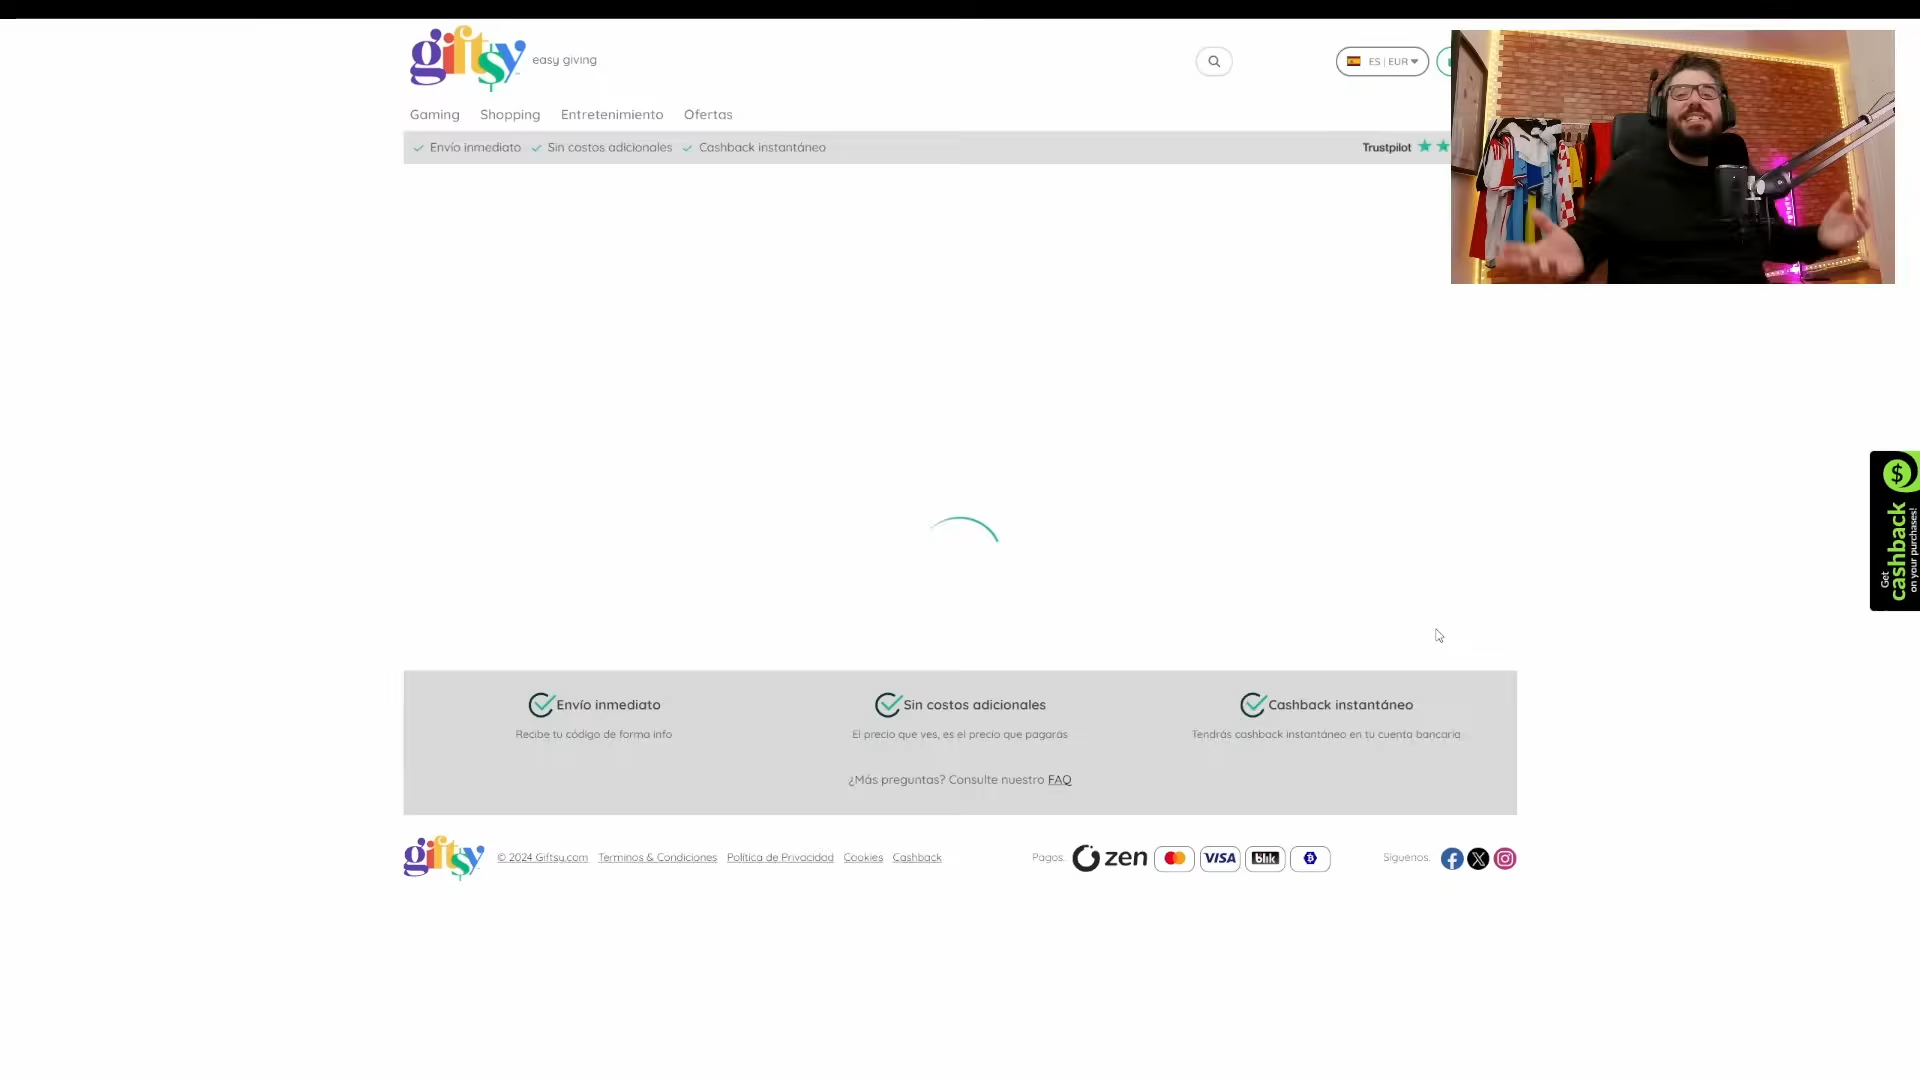 giftsy easy giving
ES | EUR
Gaming Shopping Entretenimiento Ofertas
Envío inmediato Sin costos adicionales Cashback instantáneo
Trustpilot
Get
cashback
on your purchases!
Envío inmediato
Recibe tu código de forma info
Sin costos adicionales
El precio que ves, es el precio que pagarás
Cashback instantáneo
Tendrás cashback instantáneo en tu cuenta bancaria
¿Más preguntas? Consulte nuestro FAQ
giftsy © 2024 Giftsy.com Terminos & Condiciones Política de Privacidad Cookies Cashback
Pagos: zen VISA blik
Síguenos: